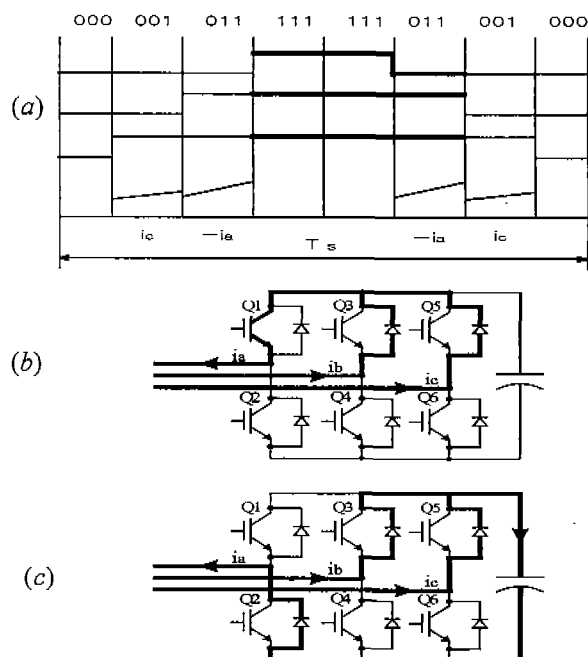 000 001 011 111 111 011 001 000
(a)
ic -ia Ts -ia ic
Q1 Q3 Q5
ia
(b) ib
ic
Q2 Q4 Q6
Q1 Q3 Q5
ia
(c) ib
ic
Q2 Q4 Q6